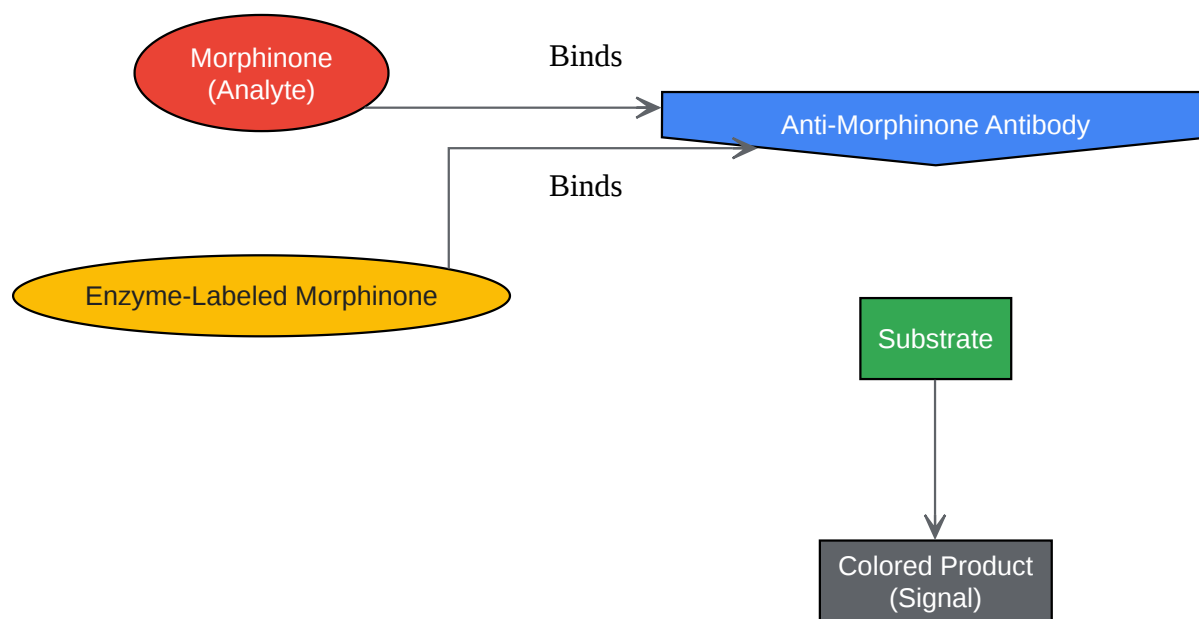 Morphinone
(Analyte)
Binds
Anti-Morphinone Antibody
Binds
Enzyme-Labeled Morphinone
Substrate
Colored Product
(Signal)